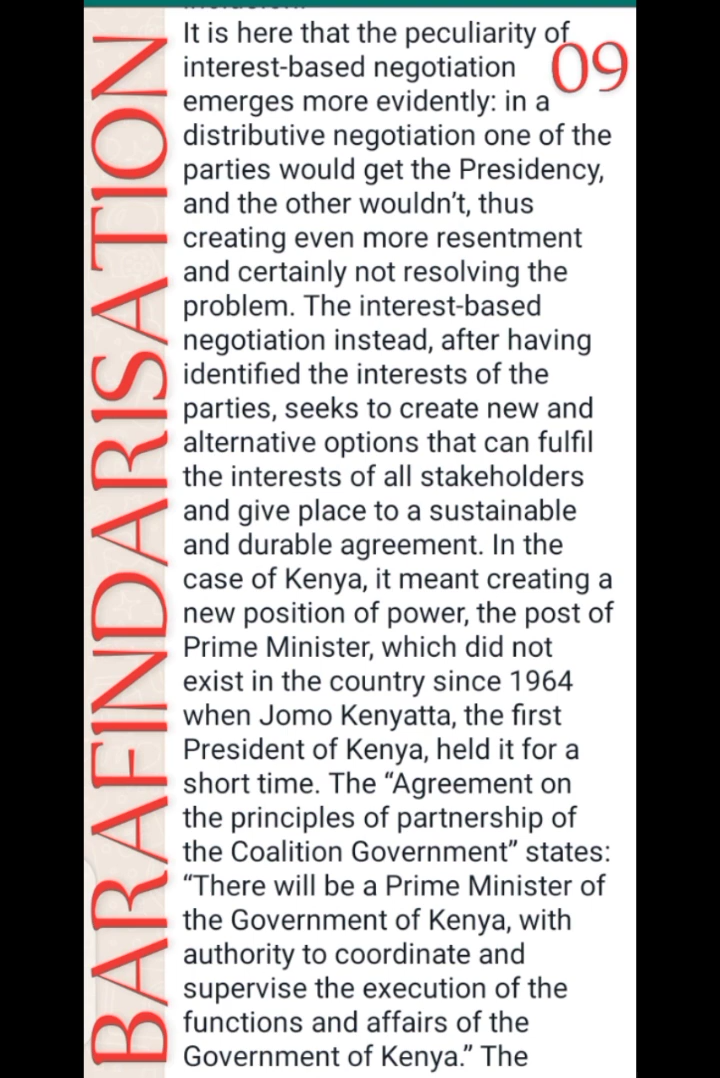 It is here that the peculiarity of
interest-based negotiation
09
emerges more evidently: in a
distributive negotiation one of the
parties would get the Presidency,
and the other wouldn’t, thus
creating even more resentment
and certainly not resolving the
problem. The interest-based
negotiation instead, after having
identified the interests of the
parties, seeks to create new and
alternative options that can fulfil
the interests of all stakeholders
and give place to a sustainable
and durable agreement. In the
case of Kenya, it meant creating a
new position of power, the post of
Prime Minister, which did not
exist in the country since 1964
when Jomo Kenyatta, the first
President of Kenya, held it for a
short time. The “Agreement on
the principles of partnership of
the Coalition Government” states:
“There will be a Prime Minister of
the Government of Kenya, with
authority to coordinate and
supervise the execution of the
functions and affairs of the
Government of Kenya.” The
BARAFINDARISATION